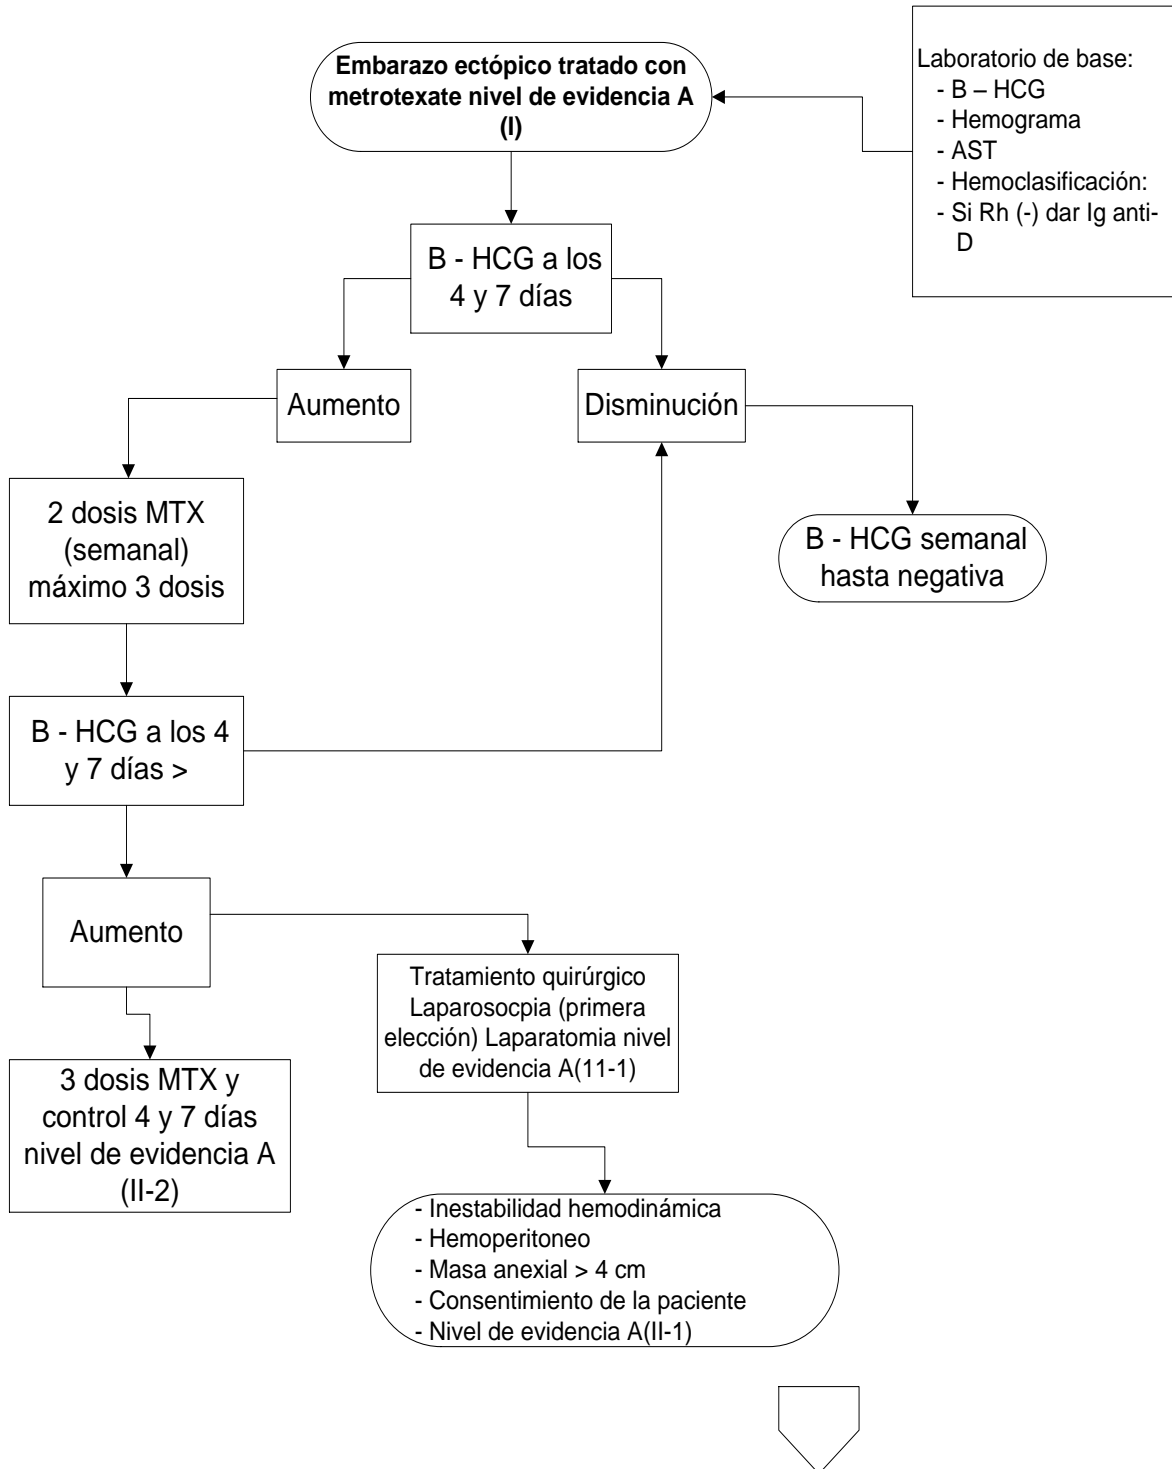 Embarazo ectópico tratado con
metrotexate nivel de evidencia A
(I)
Laboratorio de base:
- B – HCG
- Hemograma
- AST
- Hemoclasificación:
- Si Rh (-) dar Ig anti-
D
B - HCG a los
4 y 7 días
Aumento
Disminución
2 dosis MTX
(semanal)
máximo 3 dosis
B - HCG semanal
hasta negativa
B - HCG a los 4
y 7 días >
Aumento
Tratamiento quirúrgico
Laparosocpia (primera
elección) Laparatomia nivel
de evidencia A(11-1)
3 dosis MTX y
control 4 y 7 días
nivel de evidencia A
(II-2)
- Inestabilidad hemodinámica
- Hemoperitoneo
- Masa anexial > 4 cm
- Consentimiento de la paciente
- Nivel de evidencia A(II-1)